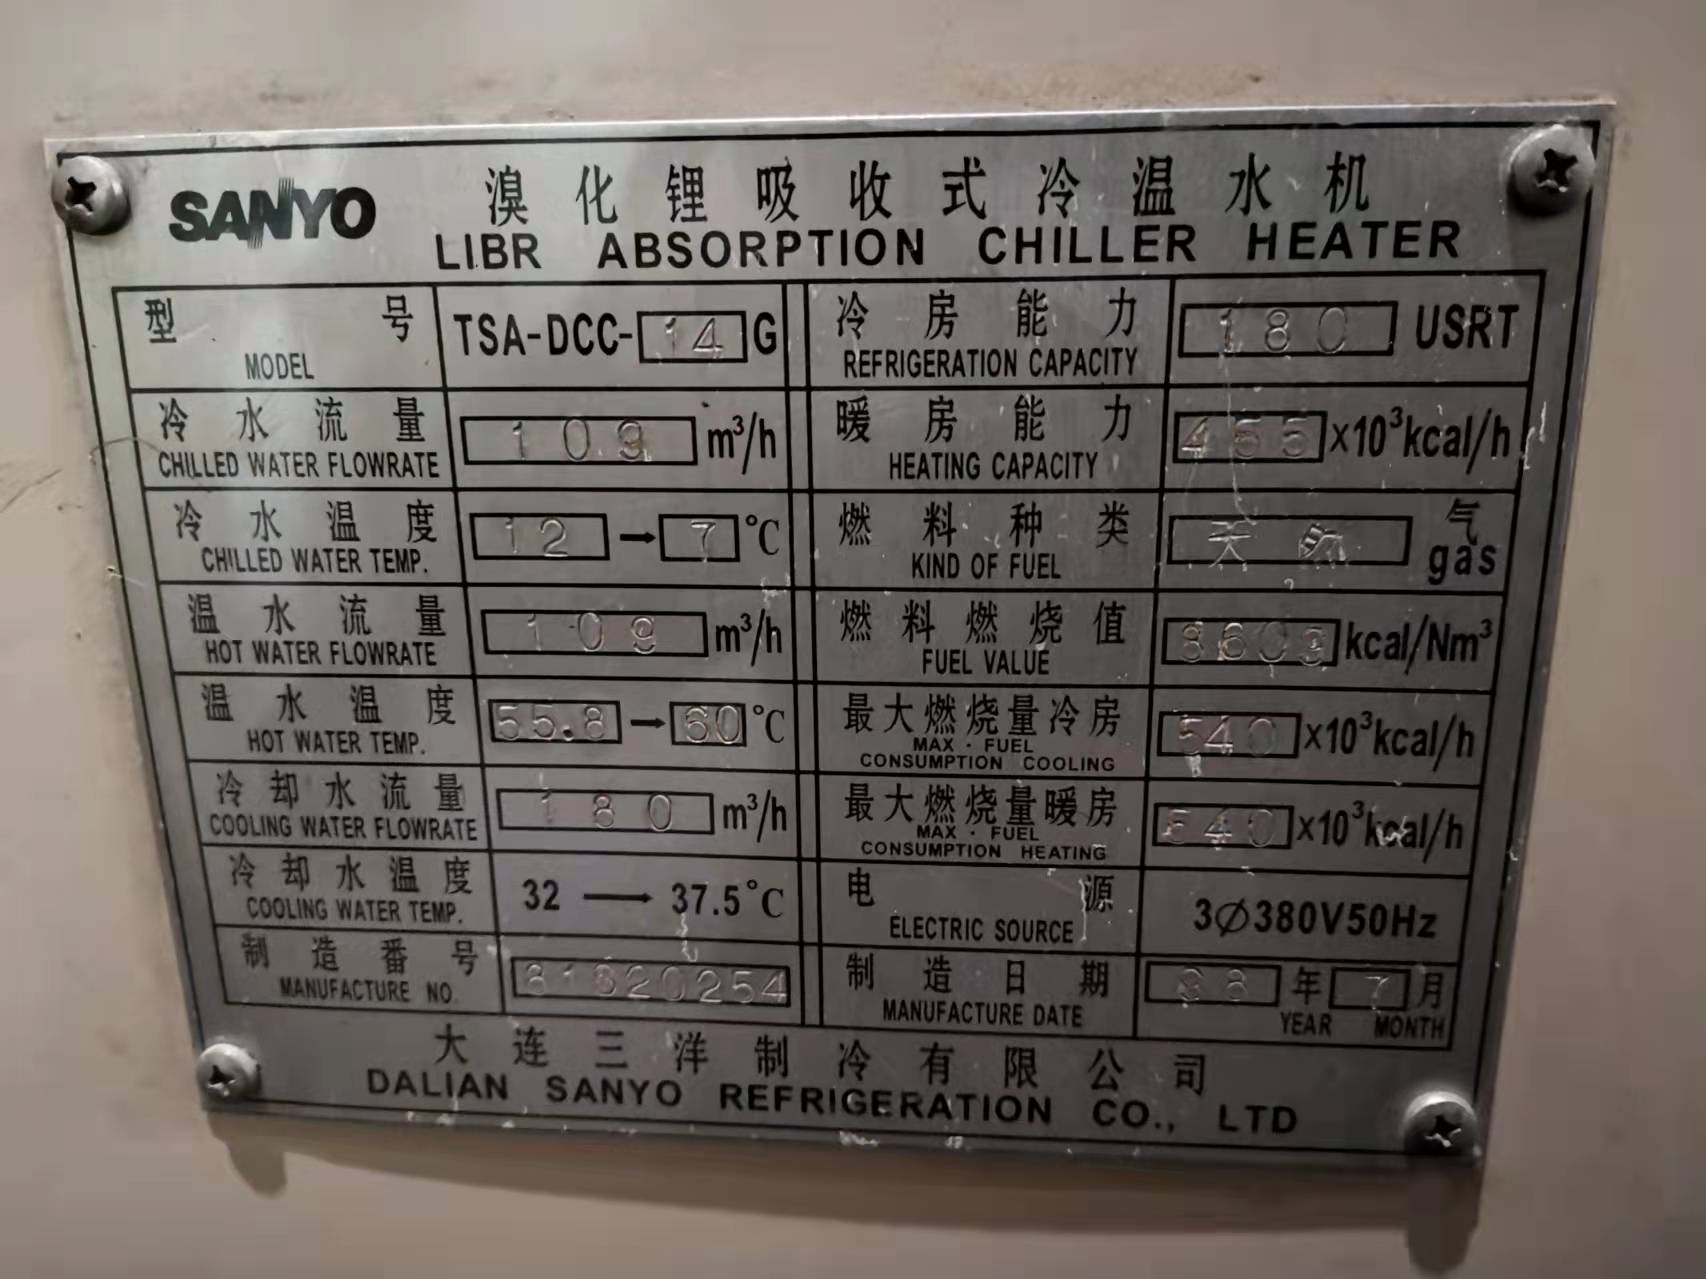 SANYO
溴化锂吸收式冷温水机
LIBR ABSORPTION CHILLER HEATER
型号 MODEL TSA-DCC-14G
冷房能力 REFRIGERATION CAPACITY 180 USRT
冷水流量 CHILLED WATER FLOWRATE 109 m³/h
暖房能力 HEATING CAPACITY 455 ×10³kcal/h
冷水温度 CHILLED WATER TEMP. 12→7℃
燃料种类 KIND OF FUEL 天然气 gas
温水流量 HOT WATER FLOWRATE 109 m³/h
燃料燃烧值 FUEL VALUE kcal/Nm³
温水温度 HOT WATER TEMP. 55.8→60℃
最大燃烧量冷房 MAX·FUEL CONSUMPTION COOLING 540 ×10³kcal/h
冷却水流量 COOLING WATER FLOWRATE 180 m³/h
最大燃烧量暖房 MAX·FUEL CONSUMPTION HEATING 540 ×10³kcal/h
冷却水温度 COOLING WATER TEMP. 32→37.5℃
电源 ELECTRIC SOURCE 3∅380V50Hz
制造番号 MANUFACTURE NO.
制造日期 MANUFACTURE DATE 年 YEAR 7月 MONTH
大连三洋制冷有限公司
DALIAN SANYO REFRIGERATION CO., LTD